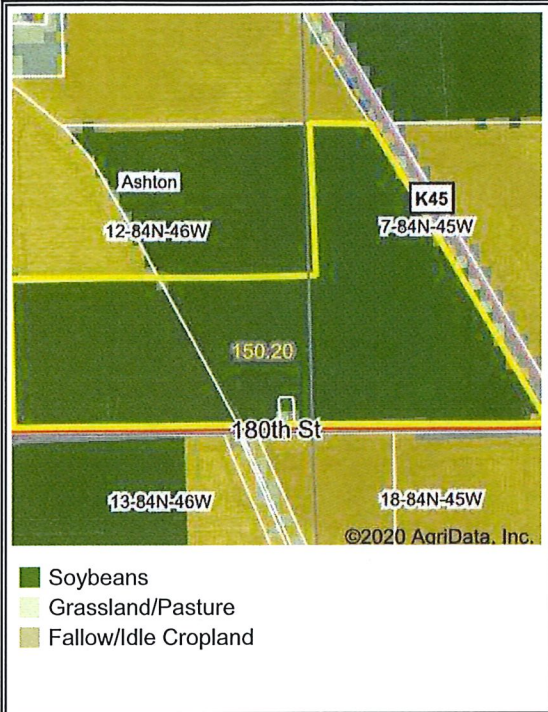 Ashton
K45
12-84N-46W
7-84N-45W
150.20
180th St
13-84N-46W
18-84N-45W
©2020 AgriData, Inc.
Soybeans
Grassland/Pasture
Fallow/Idle Cropland